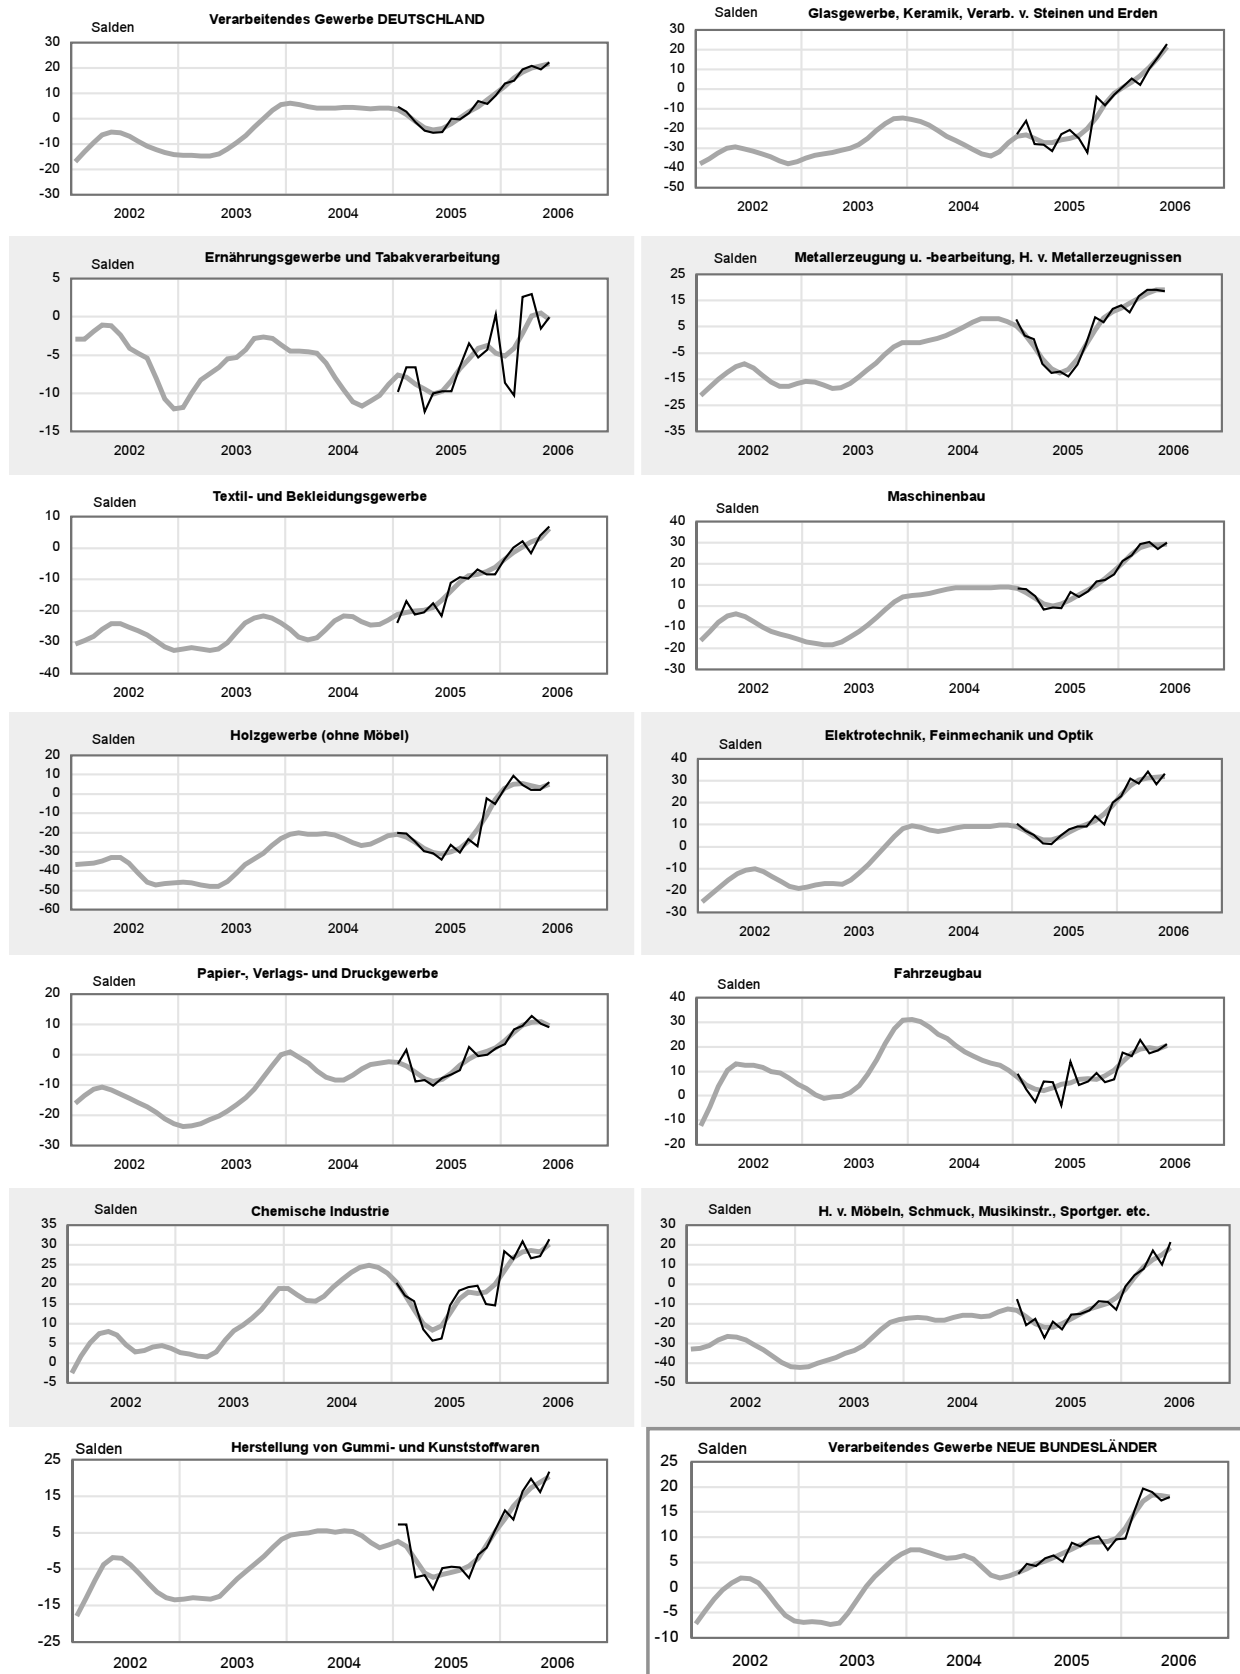 Verarbeitendes Gewerbe DEUTSCHLAND
Salden
30
20
10
0
-10
-20
-30
2002 2003 2004 2005 2006
Glasgewerbe, Keramik, Verarb. v. Steinen und Erden
Salden
30
20
10
0
-10
-20
-30
-40
-50
2002 2003 2004 2005 2006
Ernährungsgewerbe und Tabakverarbeitung
Salden
5
0
-5
-10
-15
2002 2003 2004 2005 2006
Metallerzeugung u. -bearbeitung, H. v. Metallerzeugnissen
Salden
25
15
5
-5
-15
-25
-35
2002 2003 2004 2005 2006
Textil- und Bekleidungsgewerbe
Salden
10
0
-10
-20
-30
-40
2002 2003 2004 2005 2006
Maschinenbau
Salden
40
30
20
10
0
-10
-20
-30
2002 2003 2004 2005 2006
Holzgewerbe (ohne Möbel)
Salden
20
10
0
-10
-20
-30
-40
-50
-60
2002 2003 2004 2005 2006
Elektrotechnik, Feinmechanik und Optik
Salden
40
30
20
10
0
-10
-20
-30
2002 2003 2004 2005 2006
Papier-, Verlags- und Druckgewerbe
Salden
20
10
0
-10
-20
-30
2002 2003 2004 2005 2006
Fahrzeugbau
Salden
40
30
20
10
0
-10
-20
2002 2003 2004 2005 2006
Chemische Industrie
Salden
35
30
25
20
15
10
5
0
-5
2002 2003 2004 2005 2006
H. v. Möbeln, Schmuck, Musikinstr., Sportger. etc.
Salden
30
20
10
0
-10
-20
-30
-40
-50
2002 2003 2004 2005 2006
Herstellung von Gummi- und Kunststoffwaren
Salden
25
15
5
-5
-15
-25
2002 2003 2004 2005 2006
Verarbeitendes Gewerbe NEUE BUNDESLÄNDER
Salden
25
20
15
10
5
0
-5
-10
2002 2003 2004 2005 2006